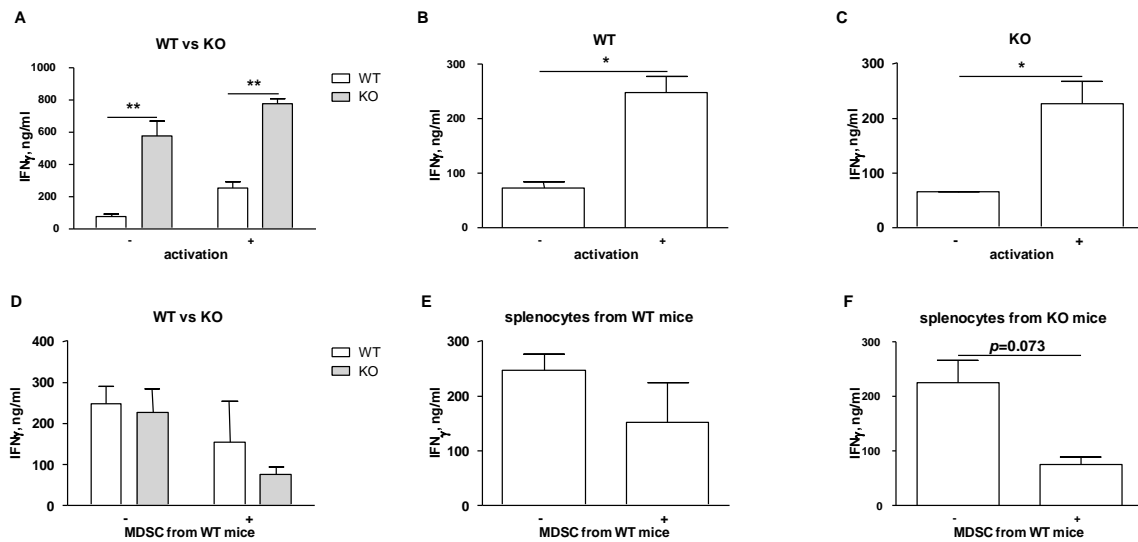 A
WT vs KO
1000
800
600
400
200
0
IFNγ, ng/ml
**
**
WT
KO
-
+
activation
B
WT
300
200
100
0
IFNγ, ng/ml
*
-
+
activation
C
KO
300
200
100
0
IFNγ, ng/ml
*
-
+
activation
D
WT vs KO
400
300
200
100
0
IFNγ, ng/ml
WT
KO
-
+
MDSC from WT mice
E
splenocytes from WT mice
300
200
100
0
IFNγ, ng/ml
-
+
MDSC from WT mice
F
splenocytes from KO mice
300
200
100
0
IFNγ, ng/ml
p=0.073
-
+
MDSC from WT mice